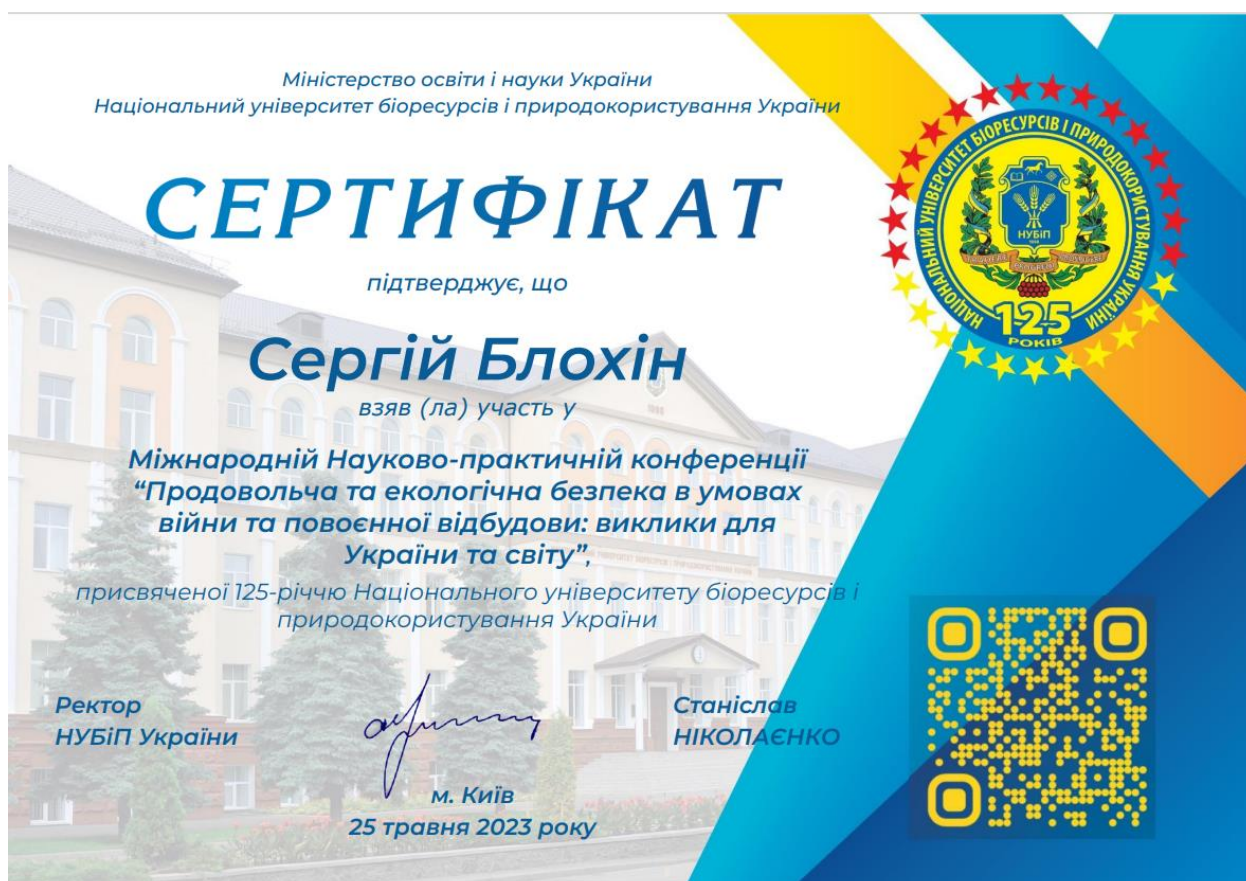 Міністерство освіти і науки України
Національний університет біоресурсів і природокористування України
СЕРТИФІКАТ
підтверджує, що
Сергій Блохін
взяв (ла) участь у
Міжнародній Науково-практичній конференції
“Продовольча та екологічна безпека в умовах
війни та повоєнної відбудови: виклики для
України та світу”,
присвяченої 125-річчю Національного університету біоресурсів і
природокористування України
Ректор
НУБіП України
Станіслав
НІКОЛАЄНКО
м. Київ
25 травня 2023 року
НАЦІОНАЛЬНИЙ УНІВЕРСИТЕТ БІОРЕСУРСІВ І ПРИРОДОКОРИСТУВАННЯ УКРАЇНИ
НУБіП
125
РОКІВ